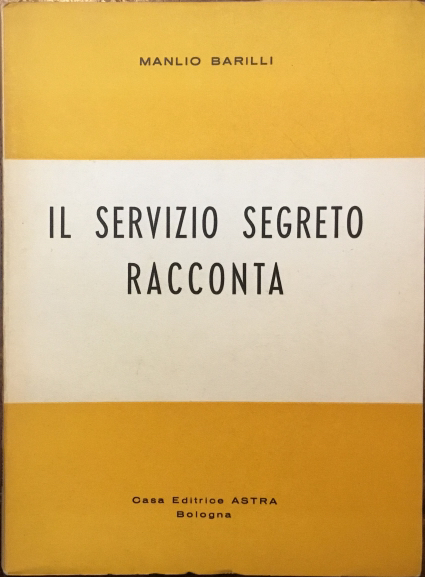 MANLIO BARILLI
IL SERVIZIO SEGRETO
RACCONTA
Casa Editrice ASTRA
Bologna